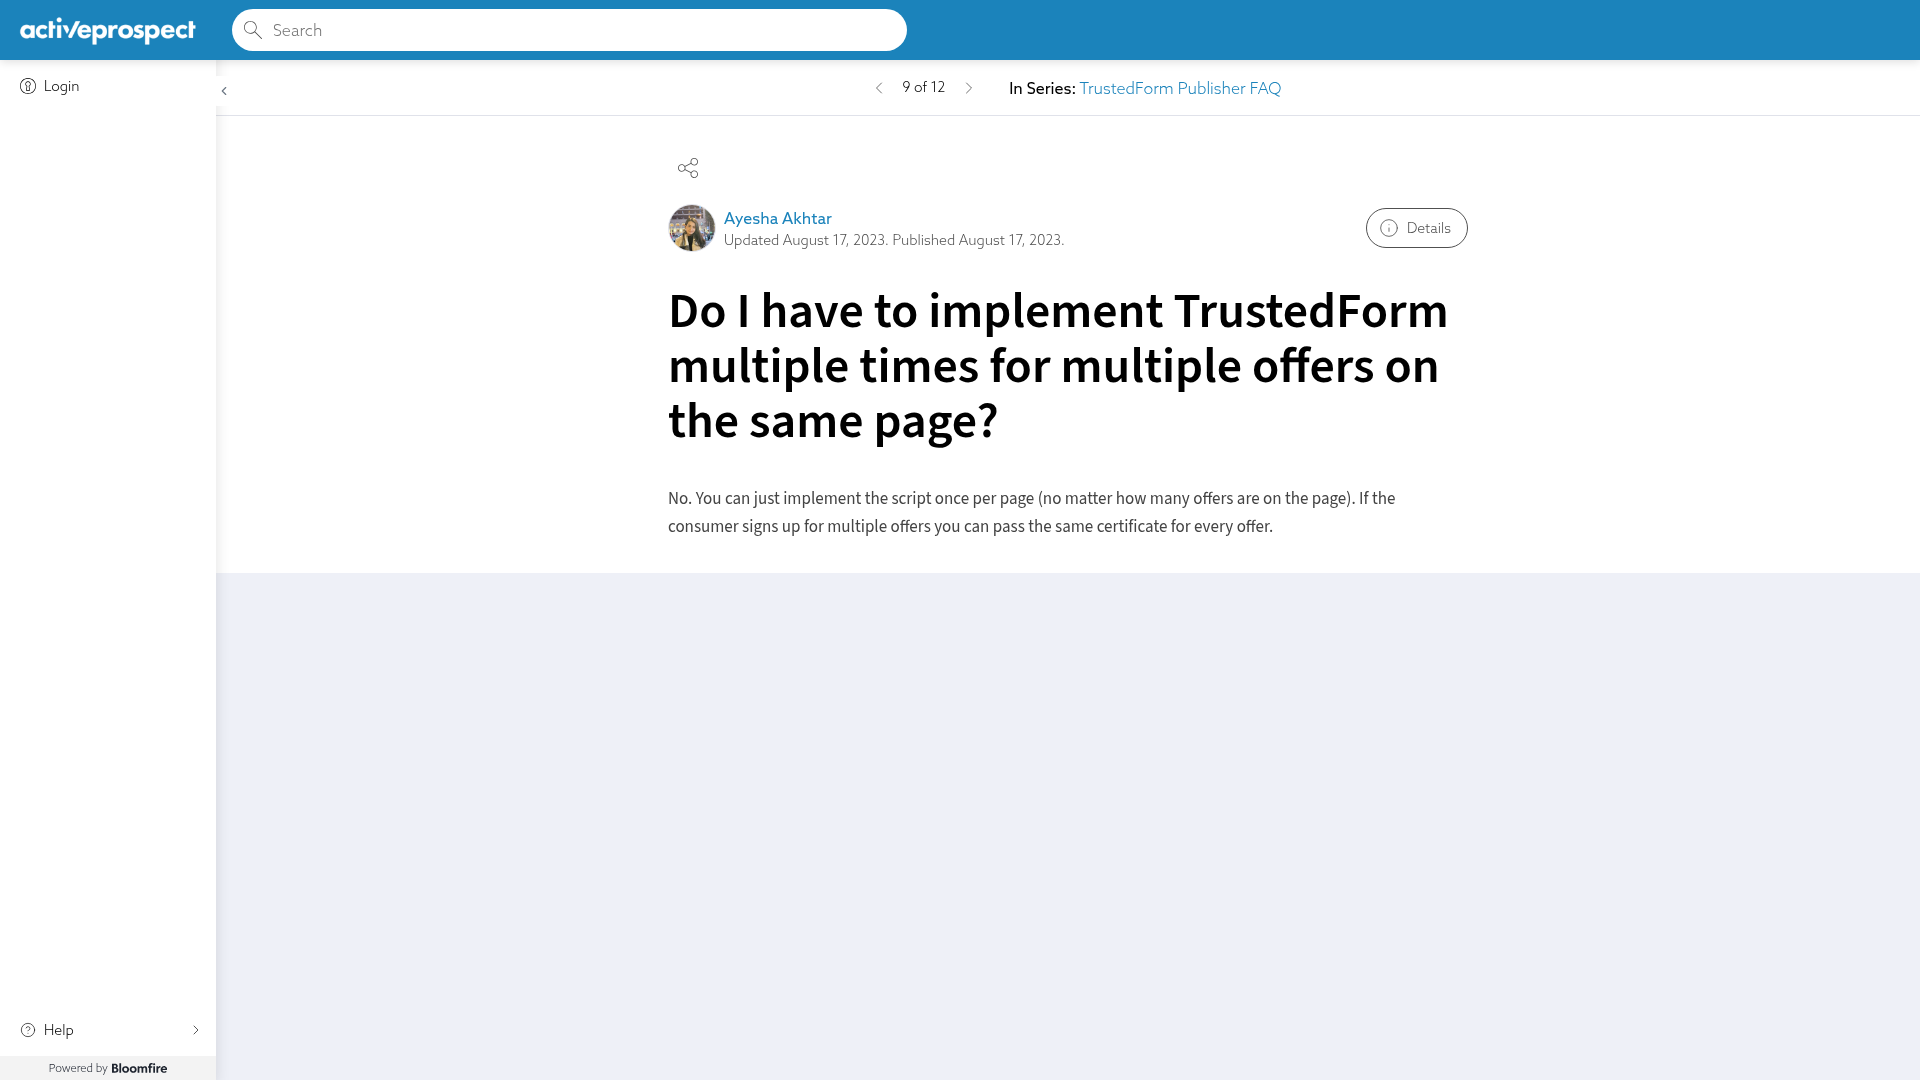 activeprospect
Search
Login
9 of 12
In Series: TrustedForm Publisher FAQ
Ayesha Akhtar
Updated August 17, 2023. Published August 17, 2023.
Details
Do I have to implement TrustedForm
multiple times for multiple offers on
the same page?
No. You can just implement the script once per page (no matter how many offers are on the page). If the
consumer signs up for multiple offers you can pass the same certificate for every offer.
Help
Powered by Bloomfire